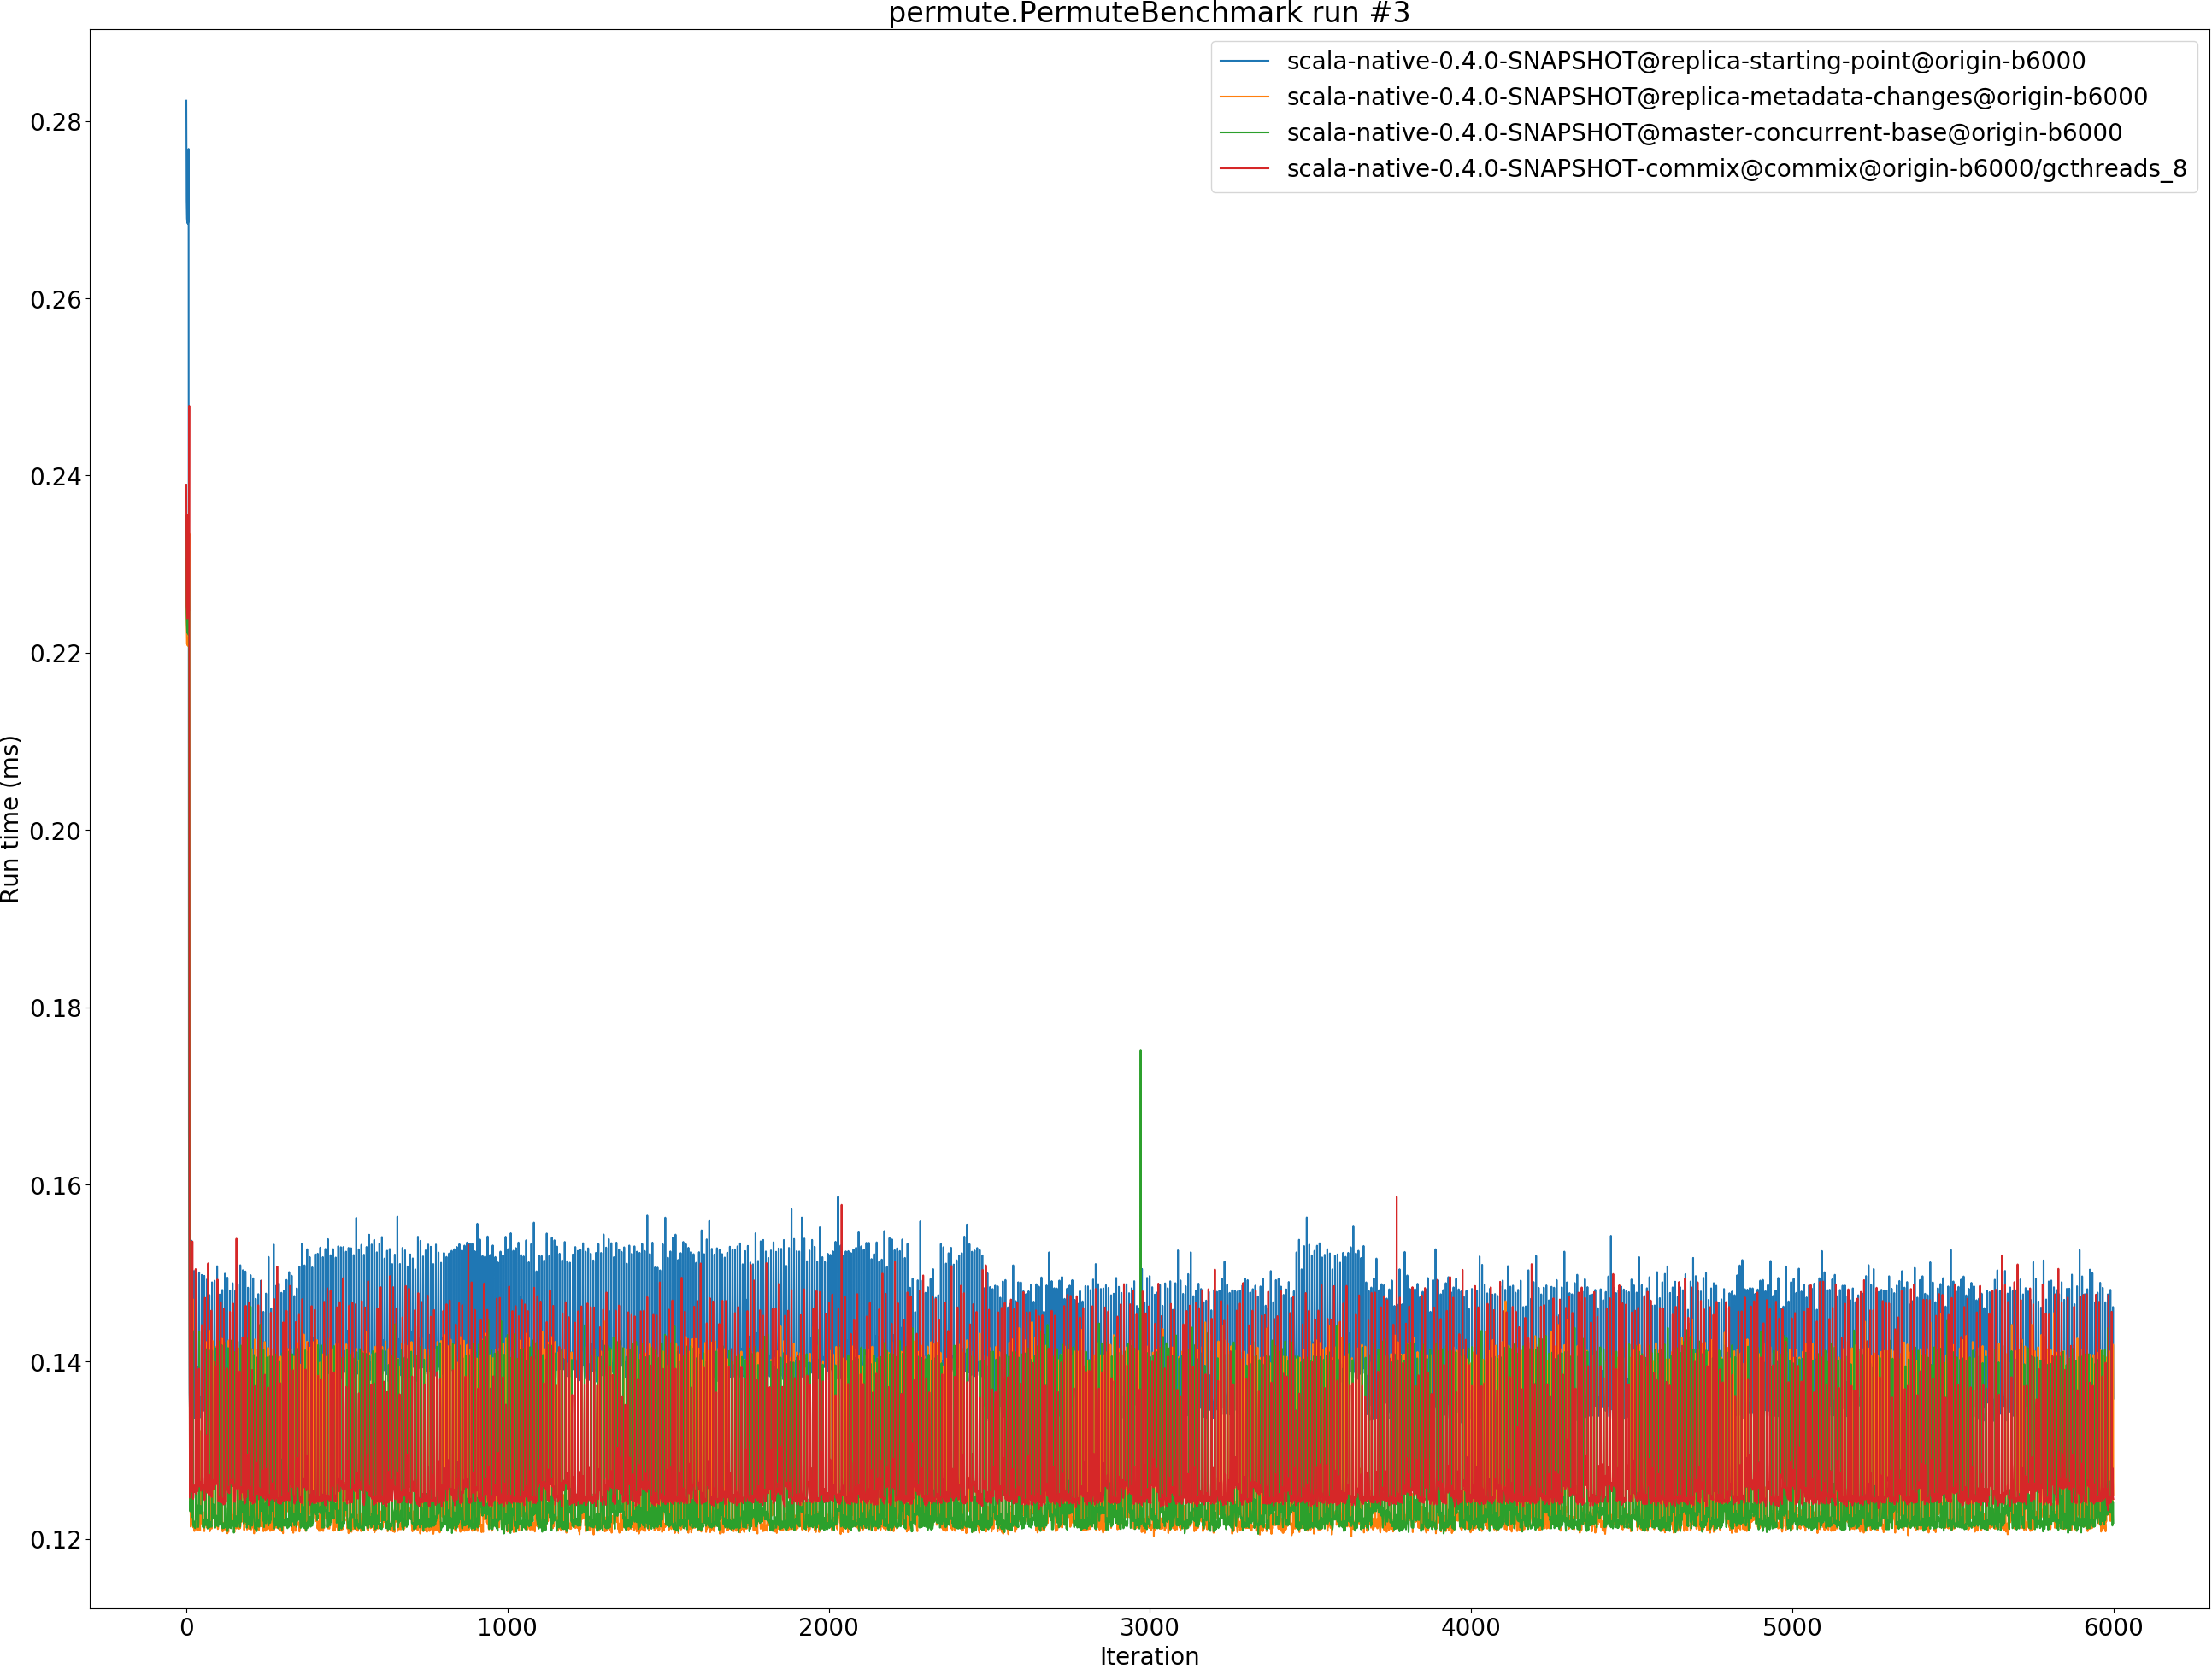 permute.PermuteBenchmark run #3
scala-native-0.4.0-SNAPSHOT@replica-starting-point@origin-b6000
scala-native-0.4.0-SNAPSHOT@replica-metadata-changes@origin-b6000
scala-native-0.4.0-SNAPSHOT@master-concurrent-base@origin-b6000
scala-native-0.4.0-SNAPSHOT-commix@commix@origin-b6000/gcthreads_8
0.28
0.26
0.24
0.22
0.20
0.18
0.16
0.14
0.12
Run time (ms)
0 1000 2000 3000 4000 5000 6000
Iteration